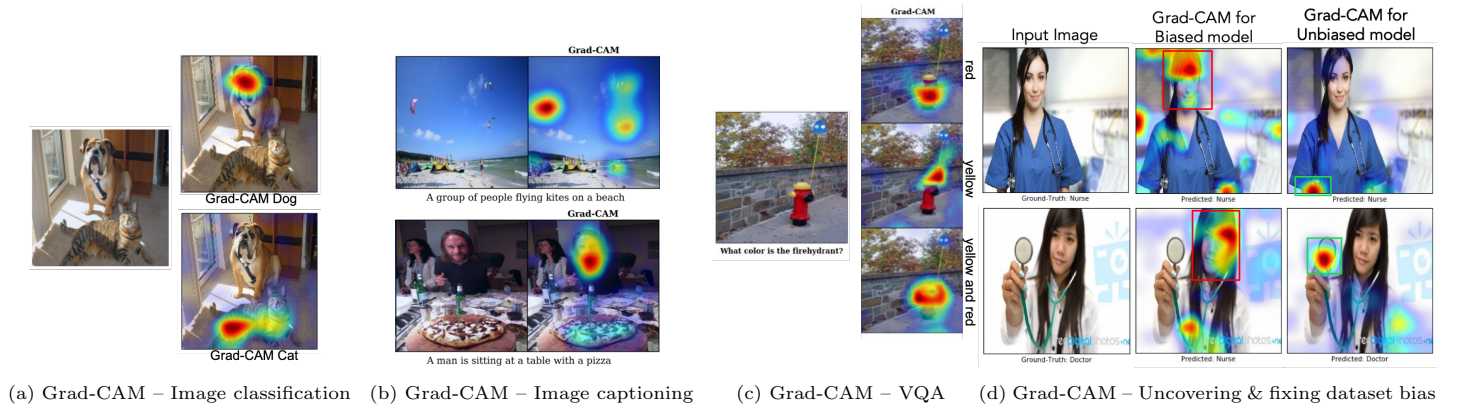 Grad-CAM Dog
Grad-CAM Cat
(a) Grad-CAM – Image classification
Grad-CAM
A group of people flying kites on a beach
Grad-CAM
A man is sitting at a table with a pizza
(b) Grad-CAM – Image captioning
What color is the firehydrant?
Grad-CAM
red
yellow
yellow and red
(c) Grad-CAM – VQA
Input Image
Grad-CAM for
Biased model
Grad-CAM for
Unbiased model
Ground-Truth: Nurse
Predicted: Nurse
Predicted: Nurse
Ground-Truth: Doctor
Predicted: Nurse
Predicted: Doctor
(d) Grad-CAM – Uncovering & fixing dataset bias